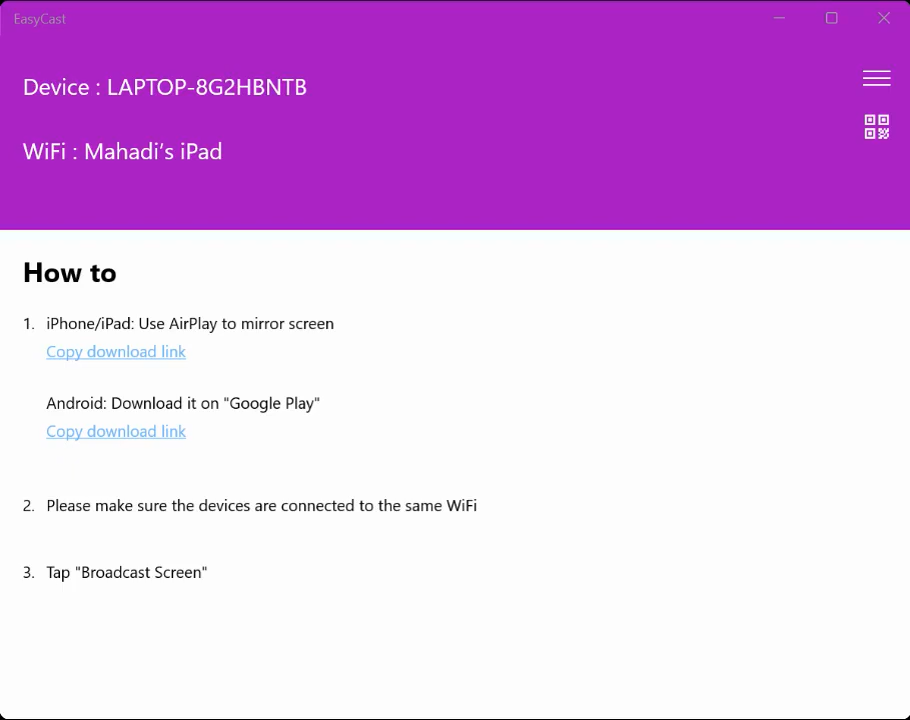 EasyCast
Device : LAPTOP-8G2HBNTB
WiFi : Mahadi’s iPad
How to
1. iPhone/iPad: Use AirPlay to mirror screen
Copy download link
Android: Download it on "Google Play"
Copy download link
2. Please make sure the devices are connected to the same WiFi
3. Tap "Broadcast Screen"